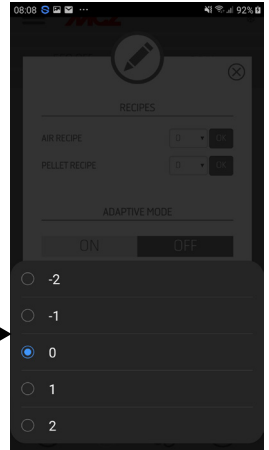 08:08 S ... 92%
MCZ
RECIPES
AIR RECIPE 0 OK
PELLET RECIPE 0 OK
ADAPTIVE MODE
ON OFF
-2
-1
0
1
2